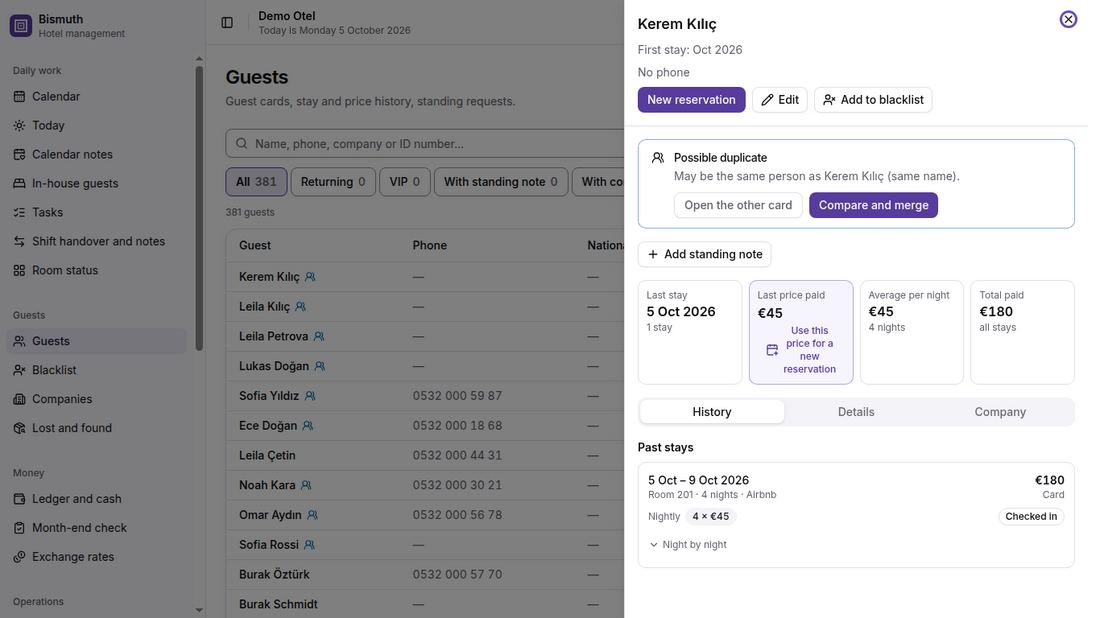 Bismuth
Hotel management
Daily work
Calendar
Today
Calendar notes
In-house guests
Tasks
Shift handover and notes
Room status
Guests
Guests
Blacklist
Companies
Lost and found
Money
Ledger and cash
Month-end check
Exchange rates
Operations
Demo Otel
Today is Monday 5 October 2026
Guests
Guest cards, stay and price history, standing requests.
Name, phone, company or ID number...
All 381
Returning 0
VIP 0
With standing note 0
381 guests
Guest Phone
Kerem Kılıç —  —
Leila Kılıç — —
Leila Petrova — —
Lukas Doğan — —
Sofia Yıldız 0532 000 59 87 —
Ece Doğan 0532 000 18 68 —
Leila Çetin 0532 000 44 31 —
Noah Kara 0532 000 30 21 —
Omar Aydın 0532 000 56 78 —
Sofia Rossi — —
Burak Öztürk 0532 000 57 70 —
Burak Schmidt — —
Kerem Kılıç
First stay: Oct 2026
No phone
New reservation
Edit
Add to blacklist
Possible duplicate
May be the same person as Kerem Kılıç (same name).
Open the other card
Compare and merge
Add standing note
Last stay
5 Oct 2026
1 stay
Last price paid
€45
Use this
price for a
new
reservation
Average per night
€45
4 nights
Total paid
€180
all stays
History
Details
Company
Past stays
5 Oct – 9 Oct 2026 €180
Room 201 · 4 nights · Airbnb Card
Nightly 4 × €45 Checked in
Night by night